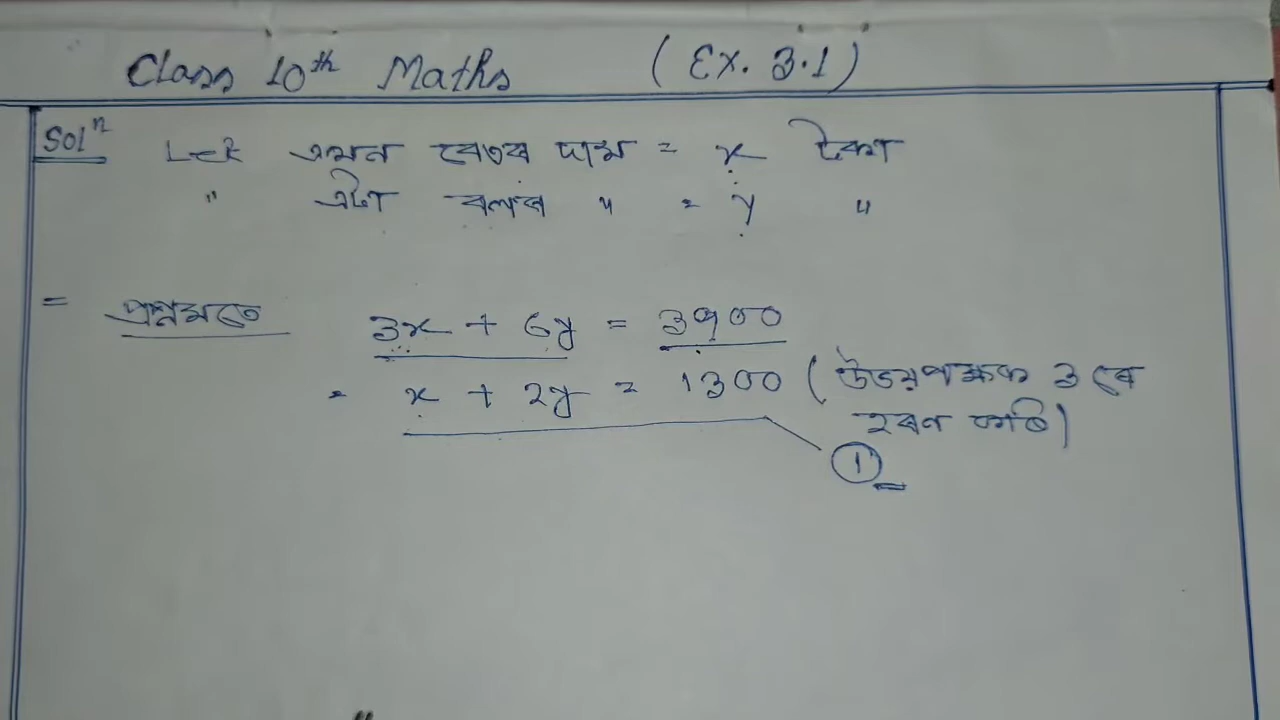 Class 10th Maths (Ex. 3.1)
Solⁿ Let এখন বেতৰ দাম = x টকা
" এটা বলৰ " = y "
= প্রশ্নমতে 3x + 6y = 3900
= x + 2y = 1300 (উভয়পক্ষক 3 ৰে
হৰণ কৰি)
①